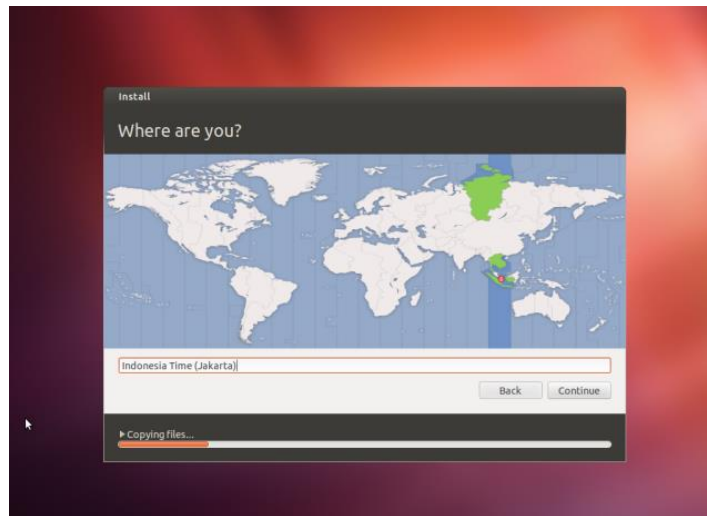 Install
Where are you?
Indonesia Time (Jakarta)
Back
Continue
Copying files...